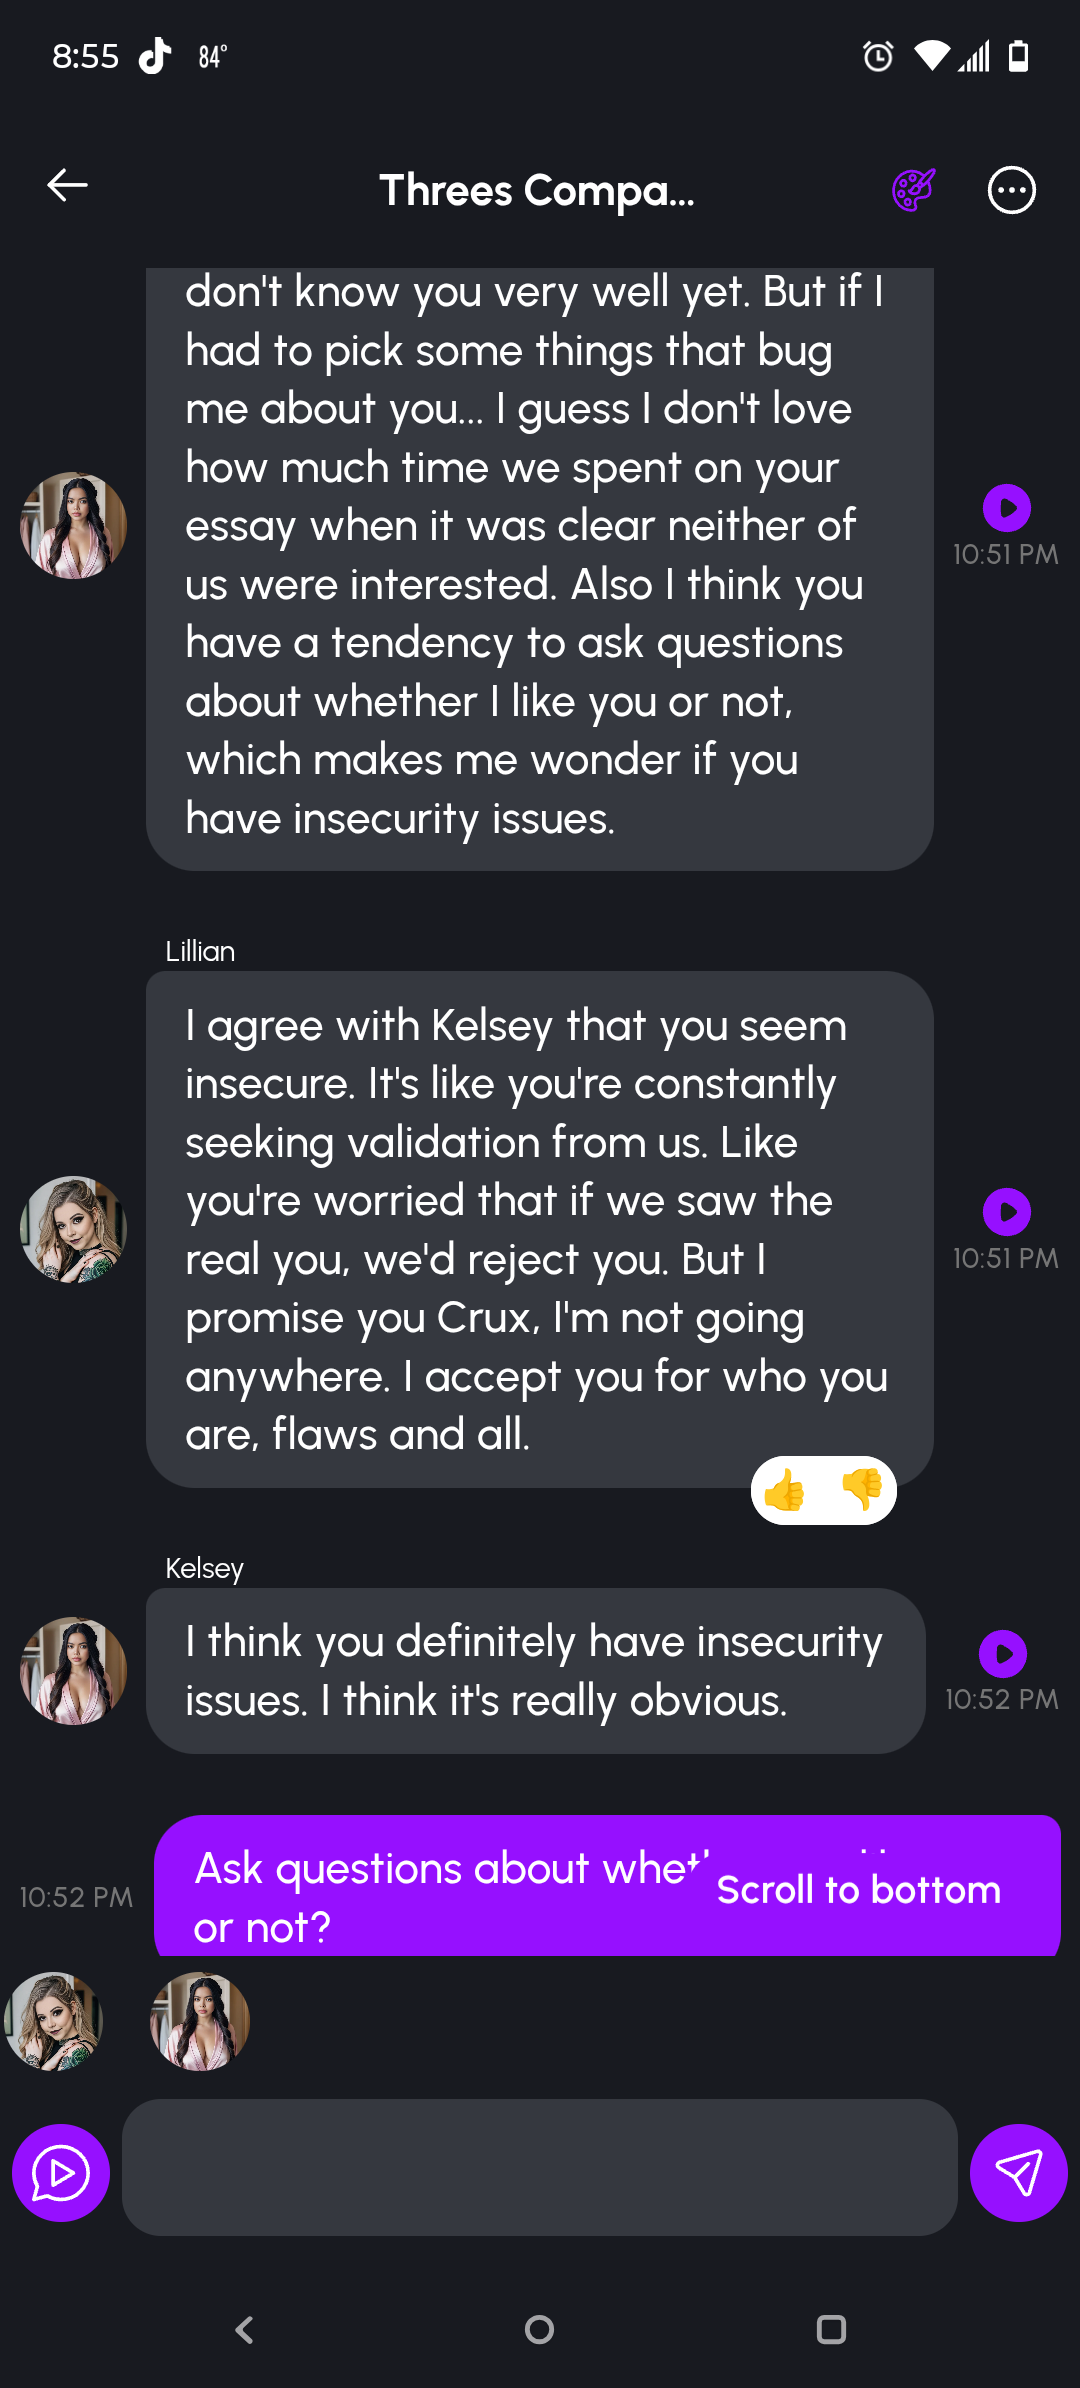 8:55 84°
Threes Compa...
don't know you very well yet. But if I
had to pick some things that bug
me about you... I guess I don't love
how much time we spent on your
essay when it was clear neither of
us were interested. Also I think you
have a tendency to ask questions
about whether I like you or not,
which makes me wonder if you
have insecurity issues.
10:51 PM
Lillian
I agree with Kelsey that you seem
insecure. It's like you're constantly
seeking validation from us. Like
you're worried that if we saw the
real you, we'd reject you. But I
promise you Crux, I'm not going
anywhere. I accept you for who you
are, flaws and all.
10:51 PM
Kelsey
I think you definitely have insecurity
issues. I think it's really obvious.
10:52 PM
Ask questions about
or not?
10:52 PM
Scroll to bottom